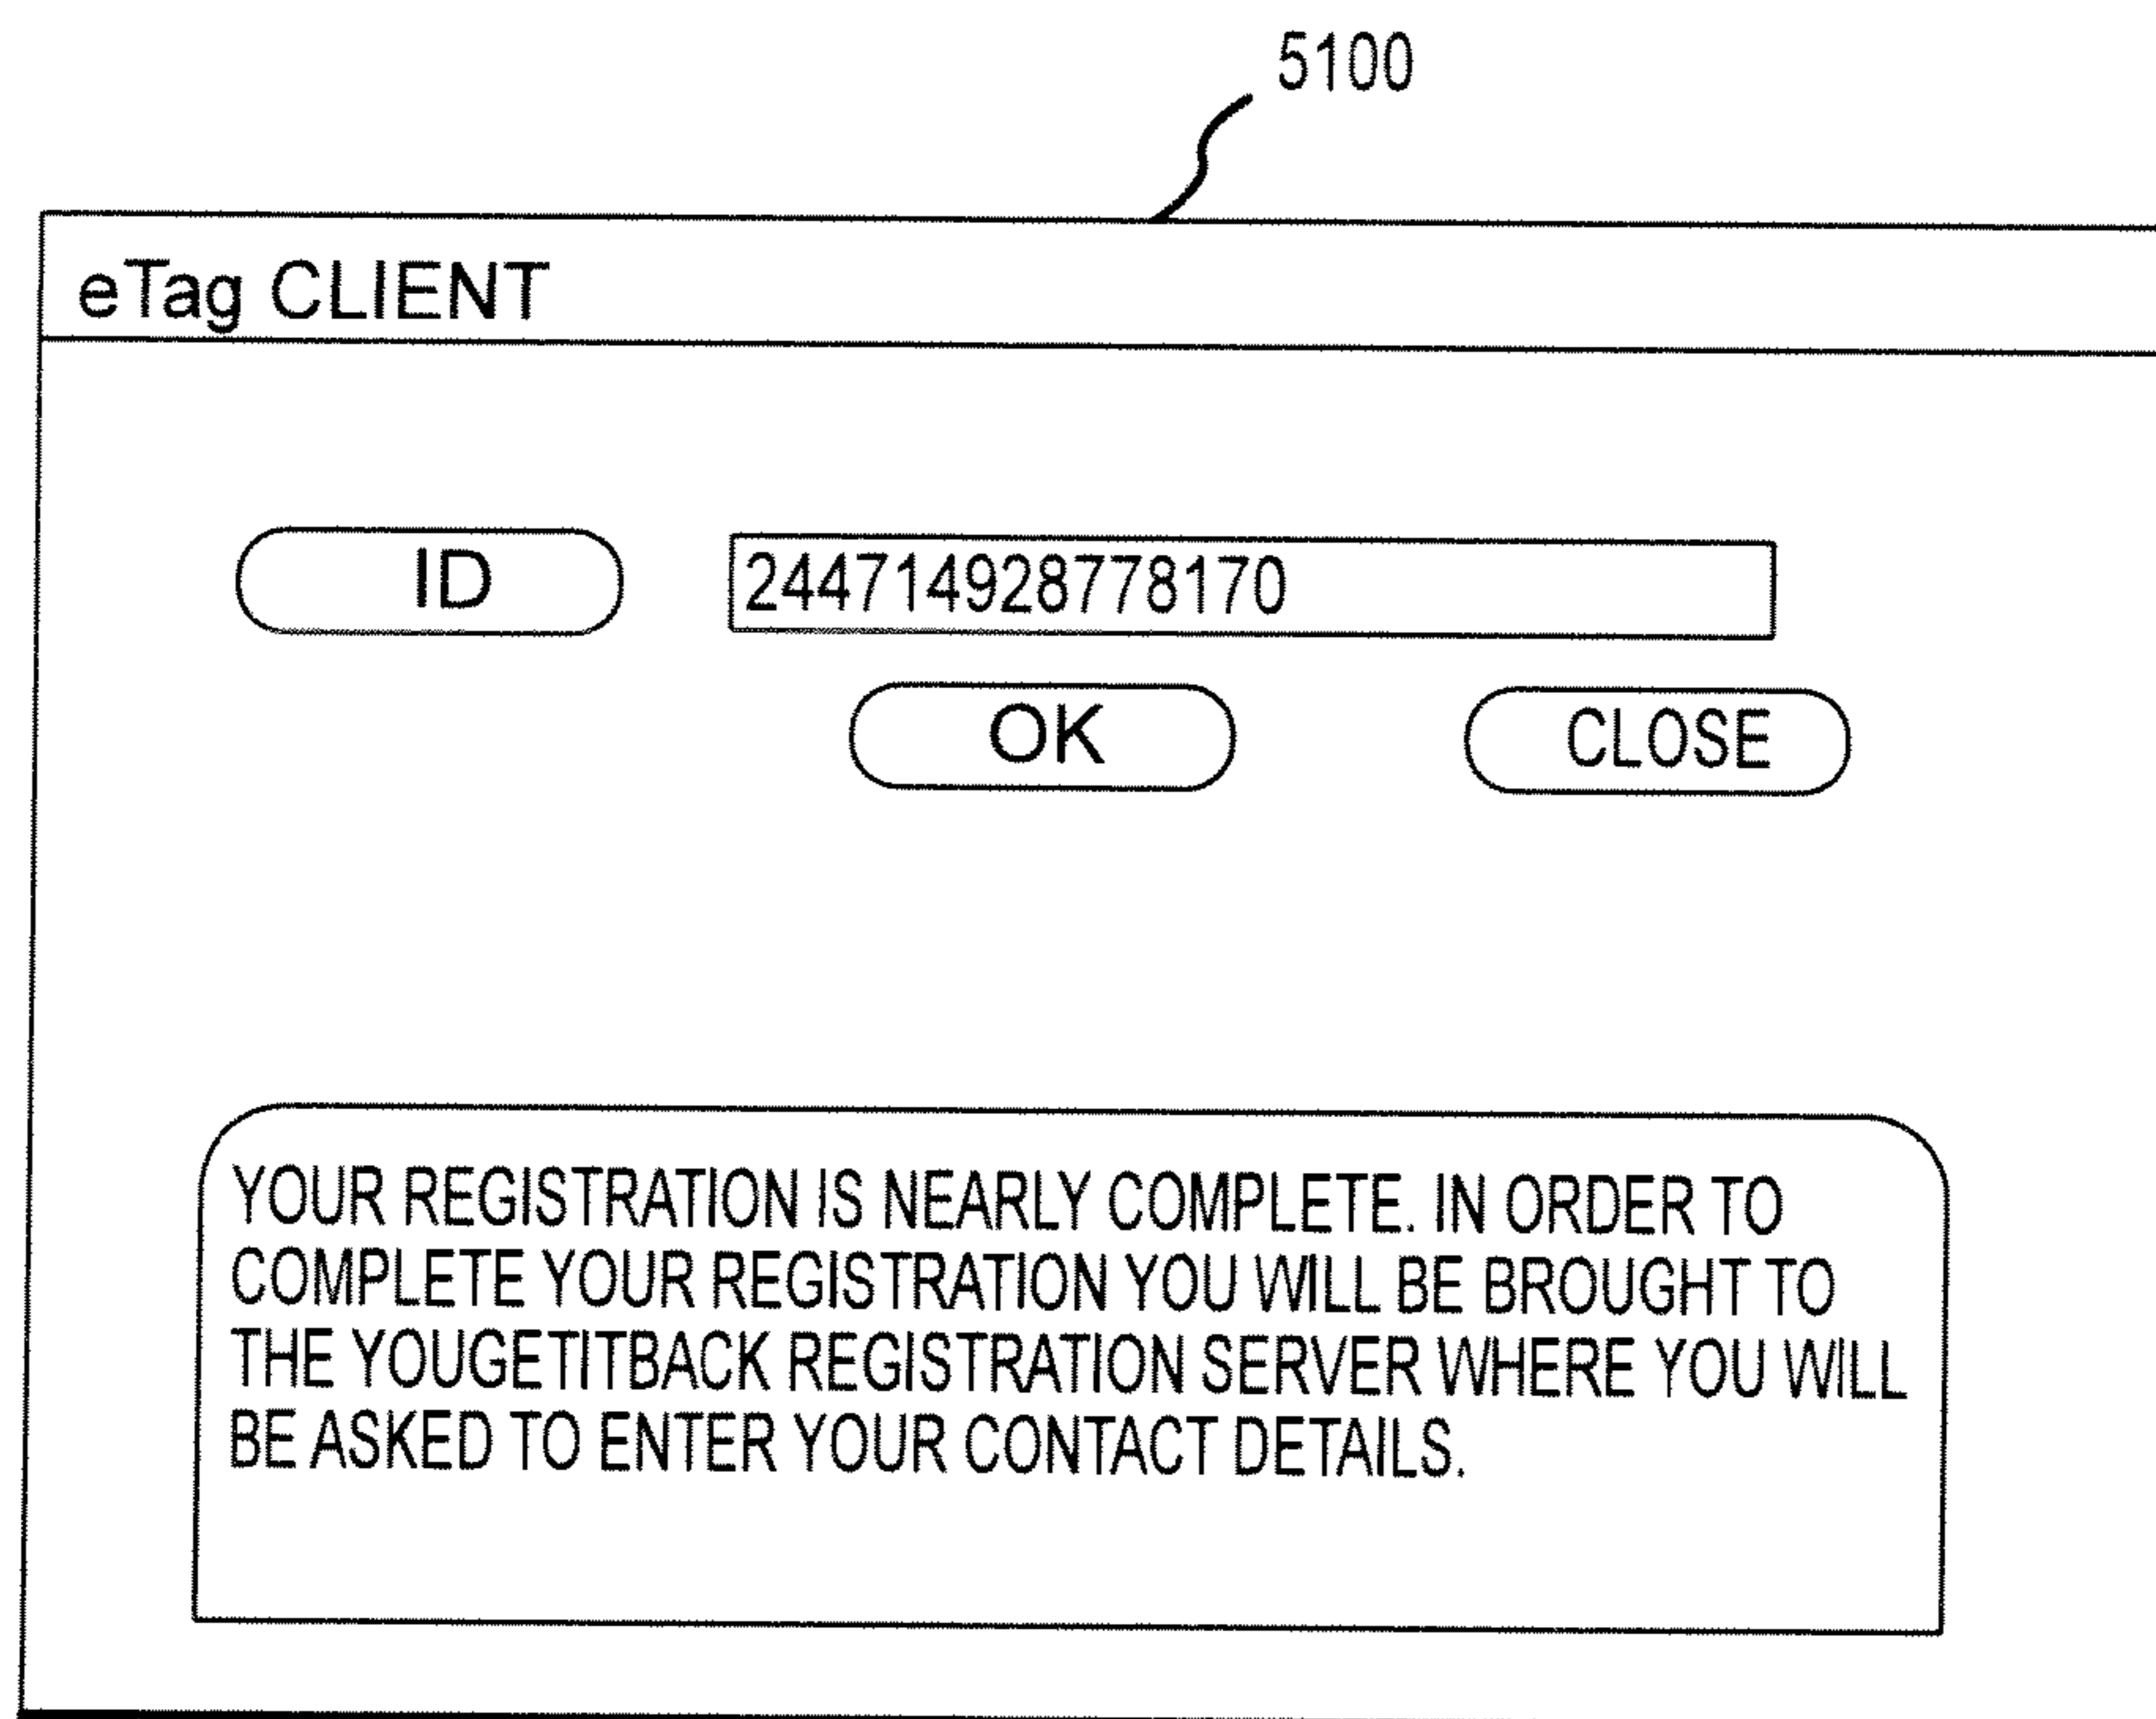 5100
eTag CLIENT
ID
244714928778170
OK
CLOSE
YOUR REGISTRATION IS NEARLY COMPLETE. IN ORDER TO
COMPLETE YOUR REGISTRATION YOU WILL BE BROUGHT TO
THE YOUGETITBACK REGISTRATION SERVER WHERE YOU WILL
BE ASKED TO ENTER YOUR CONTACT DETAILS.